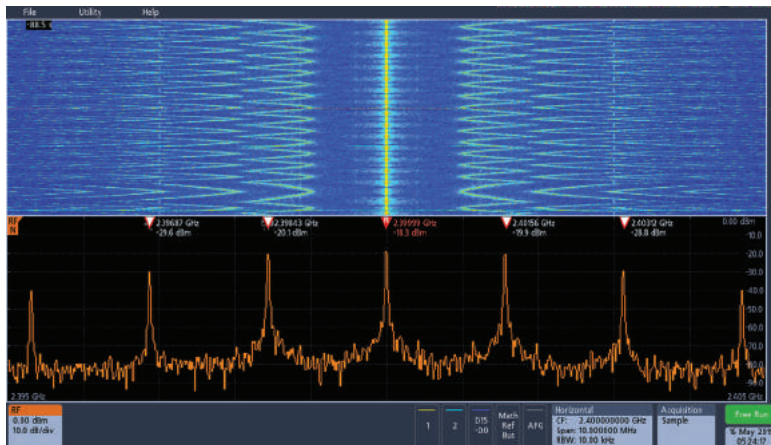 File Utility Help
-88.5
RF
N
2.39687 GHz
-29.6 dBm
2.39843 GHz
-20.1 dBm
2.39999 GHz
-18.3 dBm
2.40156 GHz
-19.9 dBm
2.40312 GHz
-28.8 dBm
0.00 dBm
-10.0
-20.0
-30.0
-40.0
-50.0
-60.0
-70.0
-80.0
-90.0
2.395 GHz
2.405 GHz
RF
0.00 dBm
10.0 dB/div
1
2
D15
-D0
Math
Ref
Bus
AFG
Horizontal
CF: 2.400000000 GHz
Span: 10.000000 MHz
RBW: 10.00 kHz
Acquisition
Sample
Free Run
05:24: